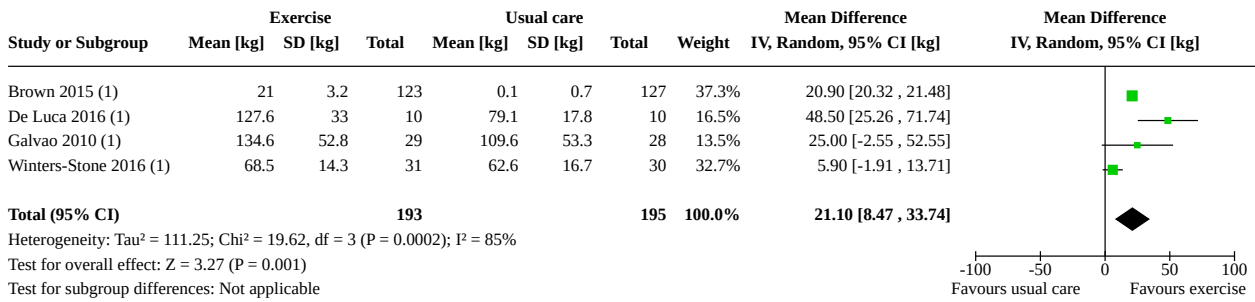 Exercise Usual care Mean Difference Mean Difference
Study or Subgroup Mean [kg] SD [kg] Total Mean [kg] SD [kg] Total Weight IV, Random, 95% CI [kg] IV, Random, 95% CI [kg]
Brown 2015 (1) 21 3.2 123 0.1 0.7 127 37.3% 20.90 [20.32 , 21.48]
De Luca 2016 (1) 127.6 33 10 79.1 17.8 10 16.5% 48.50 [25.26 , 71.74]
Galvao 2010 (1) 134.6 52.8 29 109.6 53.3 28 13.5% 25.00 [-2.55 , 52.55]
Winters-Stone 2016 (1) 68.5 14.3 31 62.6 16.7 30 32.7% 5.90 [-1.91 , 13.71]
Total (95% CI) 193 195 100.0% 21.10 [8.47 , 33.74]
Heterogeneity: Tau² = 111.25; Chi² = 19.62, df = 3 (P = 0.0002); I² = 85%
Test for overall effect: Z = 3.27 (P = 0.001)
-100 -50 0 50 100
Test for subgroup differences: Not applicable Favours usual care Favours exercise